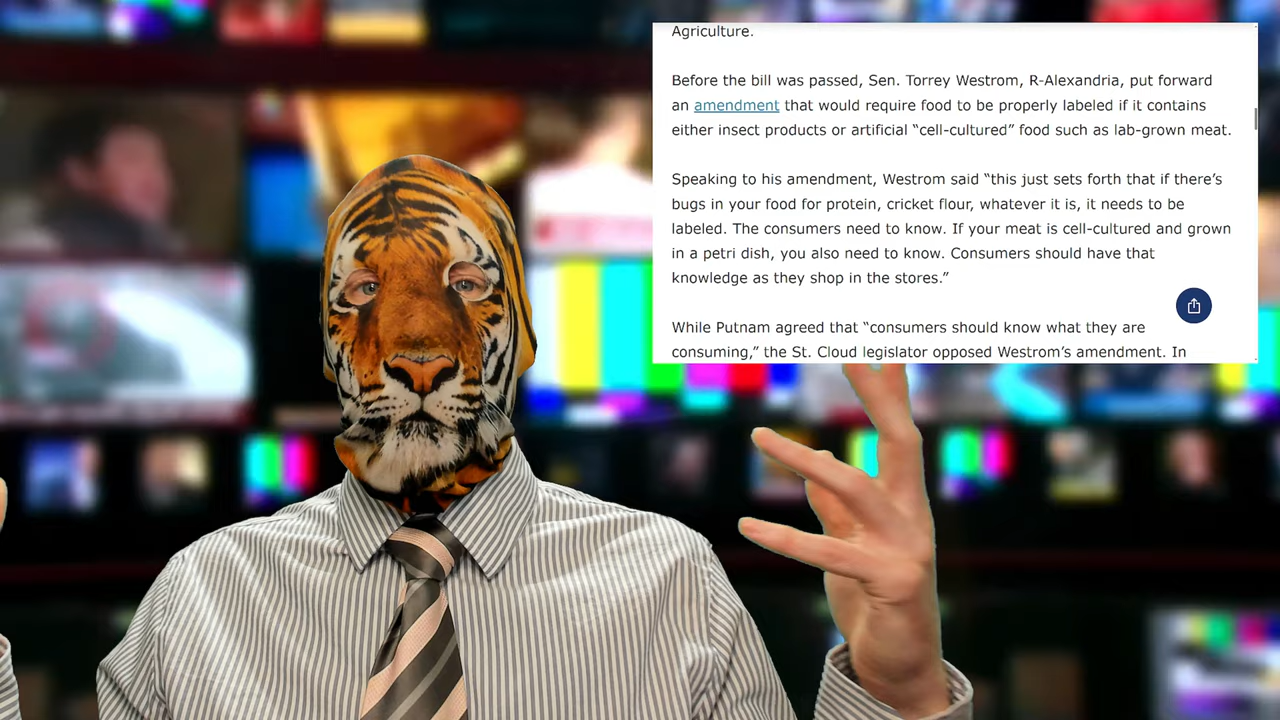 Agriculture.
Before the bill was passed, Sen. Torrey Westrom, R-Alexandria, put forward
an amendment that would require food to be properly labeled if it contains
either insect products or artificial “cell-cultured” food such as lab-grown meat.
Speaking to his amendment, Westrom said “this just sets forth that if there’s
bugs in your food for protein, cricket flour, whatever it is, it needs to be
labeled. The consumers need to know. If your meat is cell-cultured and grown
in a petri dish, you also need to know. Consumers should have that
knowledge as they shop in the stores.”
While Putnam agreed that “consumers should know what they are
consuming,” the St. Cloud legislator opposed Westrom’s amendment. In